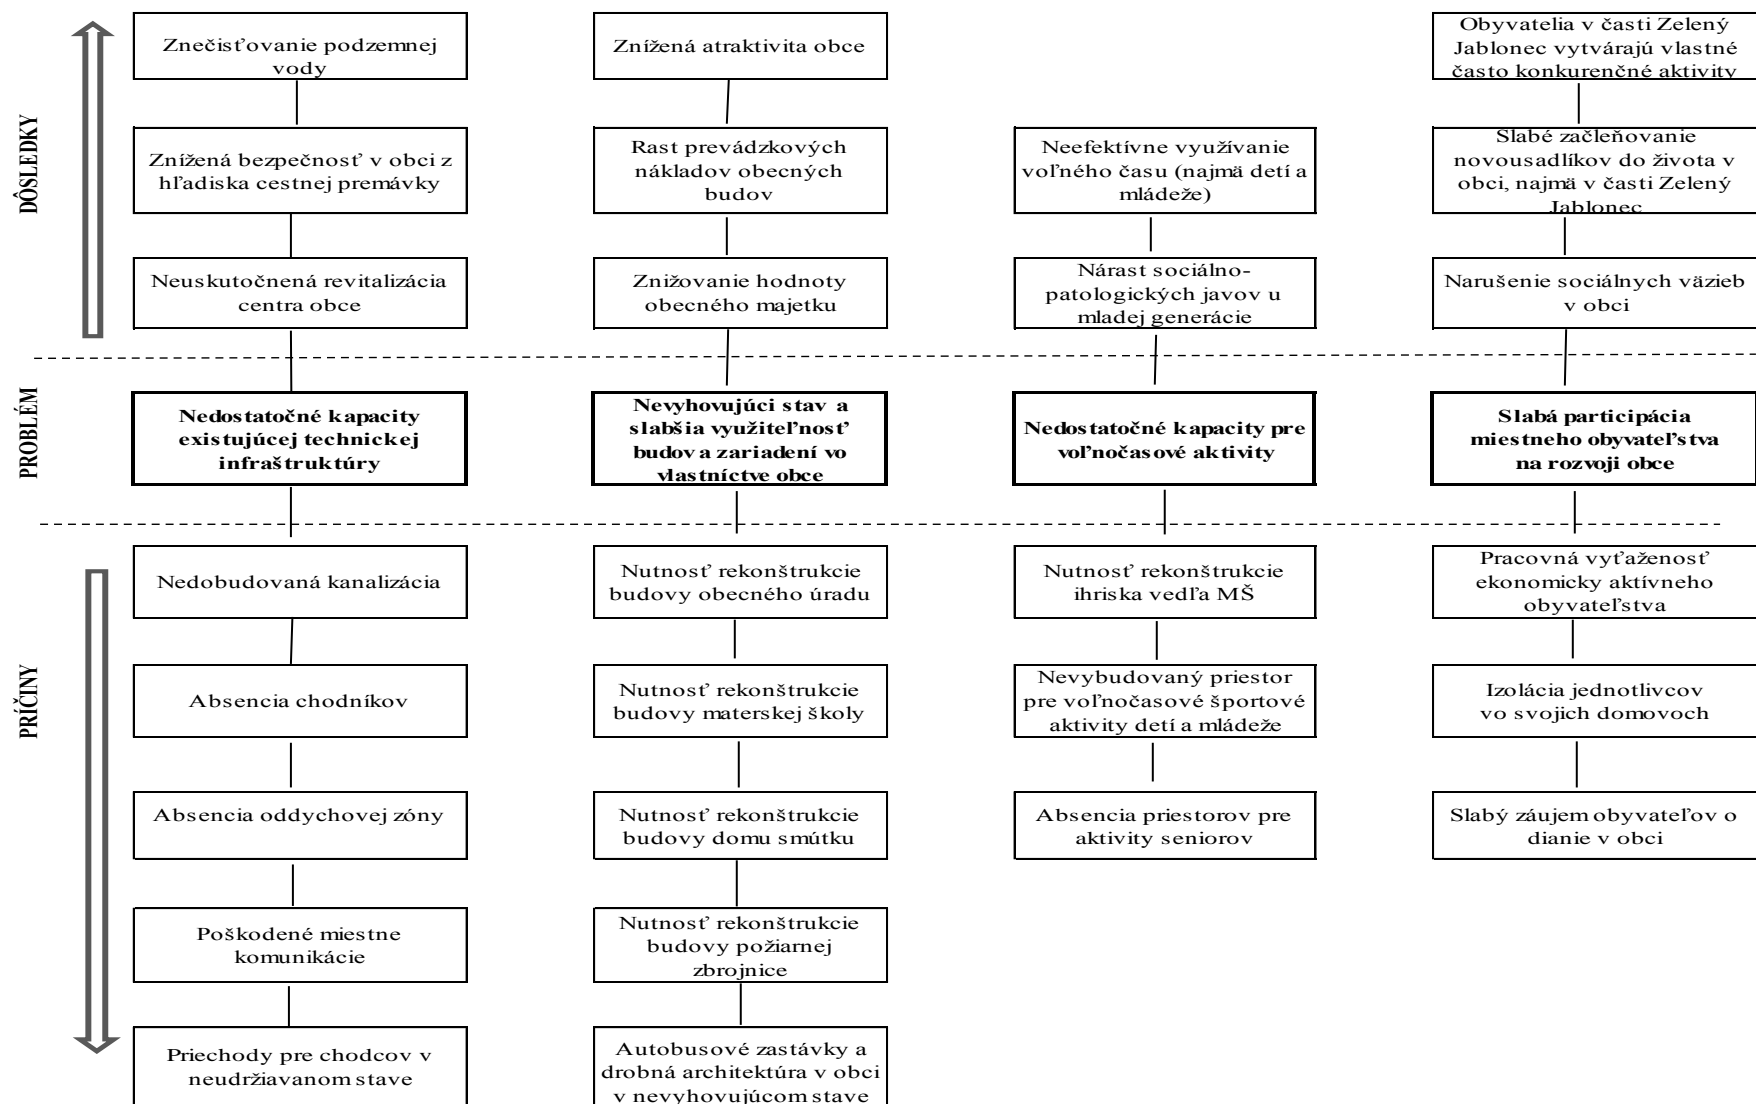 DÔSLEDKY
Znečisťovanie podzemnej
vody
Znížená atraktivita obce
Obyvatelia v časti Zelený
Jablonec vytvárajú vlastné
často konkurenčné aktivity
Znížená bezpečnosť v obci z
hľadiska cestnej premávky
Rast prevádzkových
nákladov obecných
budov
Neefektívne využívanie
voľného času (najmä detí a
mládeže)
Slabé začleňovanie
novousadlíkov do života v
obci, najmä v časti Zelený
Jablonec
Neuskutočnená revitalizácia
centra obce
Znižovanie hodnoty
obecného majetku
Nárast sociálno-
patologických javov u
mladej generácie
Narušenie sociálnych väzieb
v obci
PROBLÉM
Nedostatočné kapacity
existujúcej technickej
infraštruktúry
Nevyhovujúci stav a
slabšia využiteľnosť
budov a zariadení vo
vlastníctve obce
Nedostatočné kapacity pre
voľnočasové aktivity
Slabá participácia
miestneho obyvateľstva
na rozvoji obce
PRÍČINY
Nedobudovaná kanalizácia
Nutnosť rekonštrukcie
budovy obecného úradu
Nutnosť rekonštrukcie
ihriska vedľa MŠ
Pracovná vyťaženosť
ekonomicky aktívneho
obyvateľstva
Absencia chodníkov
Nutnosť rekonštrukcie
budovy materskej školy
Nevybudovaný priestor
pre voľnočasové športové
aktivity detí a mládeže
Izolácia jednotlivcov
vo svojich domovoch
Absencia oddychovej zóny
Nutnosť rekonštrukcie
budovy domu smútku
Absencia priestorov pre
aktivity seniorov
Slabý záujem obyvateľov o
dianie v obci
Poškodené miestne
komunikácie
Nutnosť rekonštrukcie
budovy požiarnej
zbrojnice
Priechody pre chodcov v
neudržiavanom stave
Autobusové zastávky a
drobná architektúra v obci
v nevyhovujúcom stave